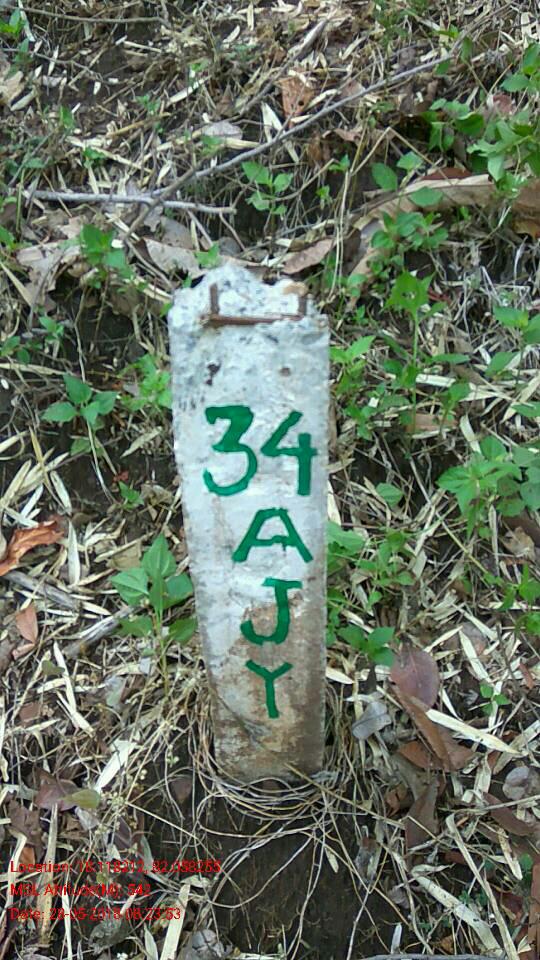 34
A
J
Y
Location:
MSL Altitude(M):
Date: